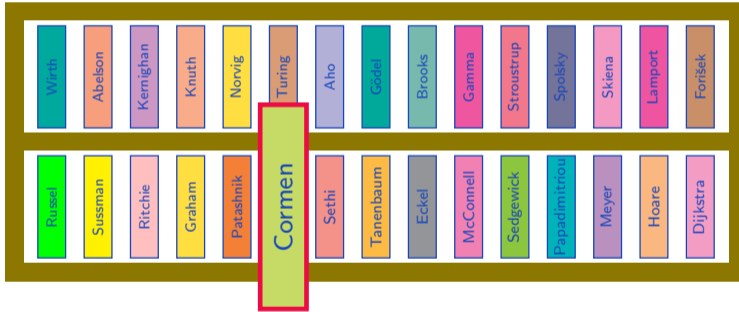 Wirth
Abelson
Kernighan
Knuth
Norvig
Turing
Aho
Gödel
Brooks
Gamma
Stroustrup
Spolsky
Skiena
Lamport
Forišek
Russel
Sussman
Ritchie
Graham
Patashnik
Cormen
Sethi
Tanenbaum
Eckel
McConnell
Sedgewick
Papadimitriou
Meyer
Hoare
Dijkstra